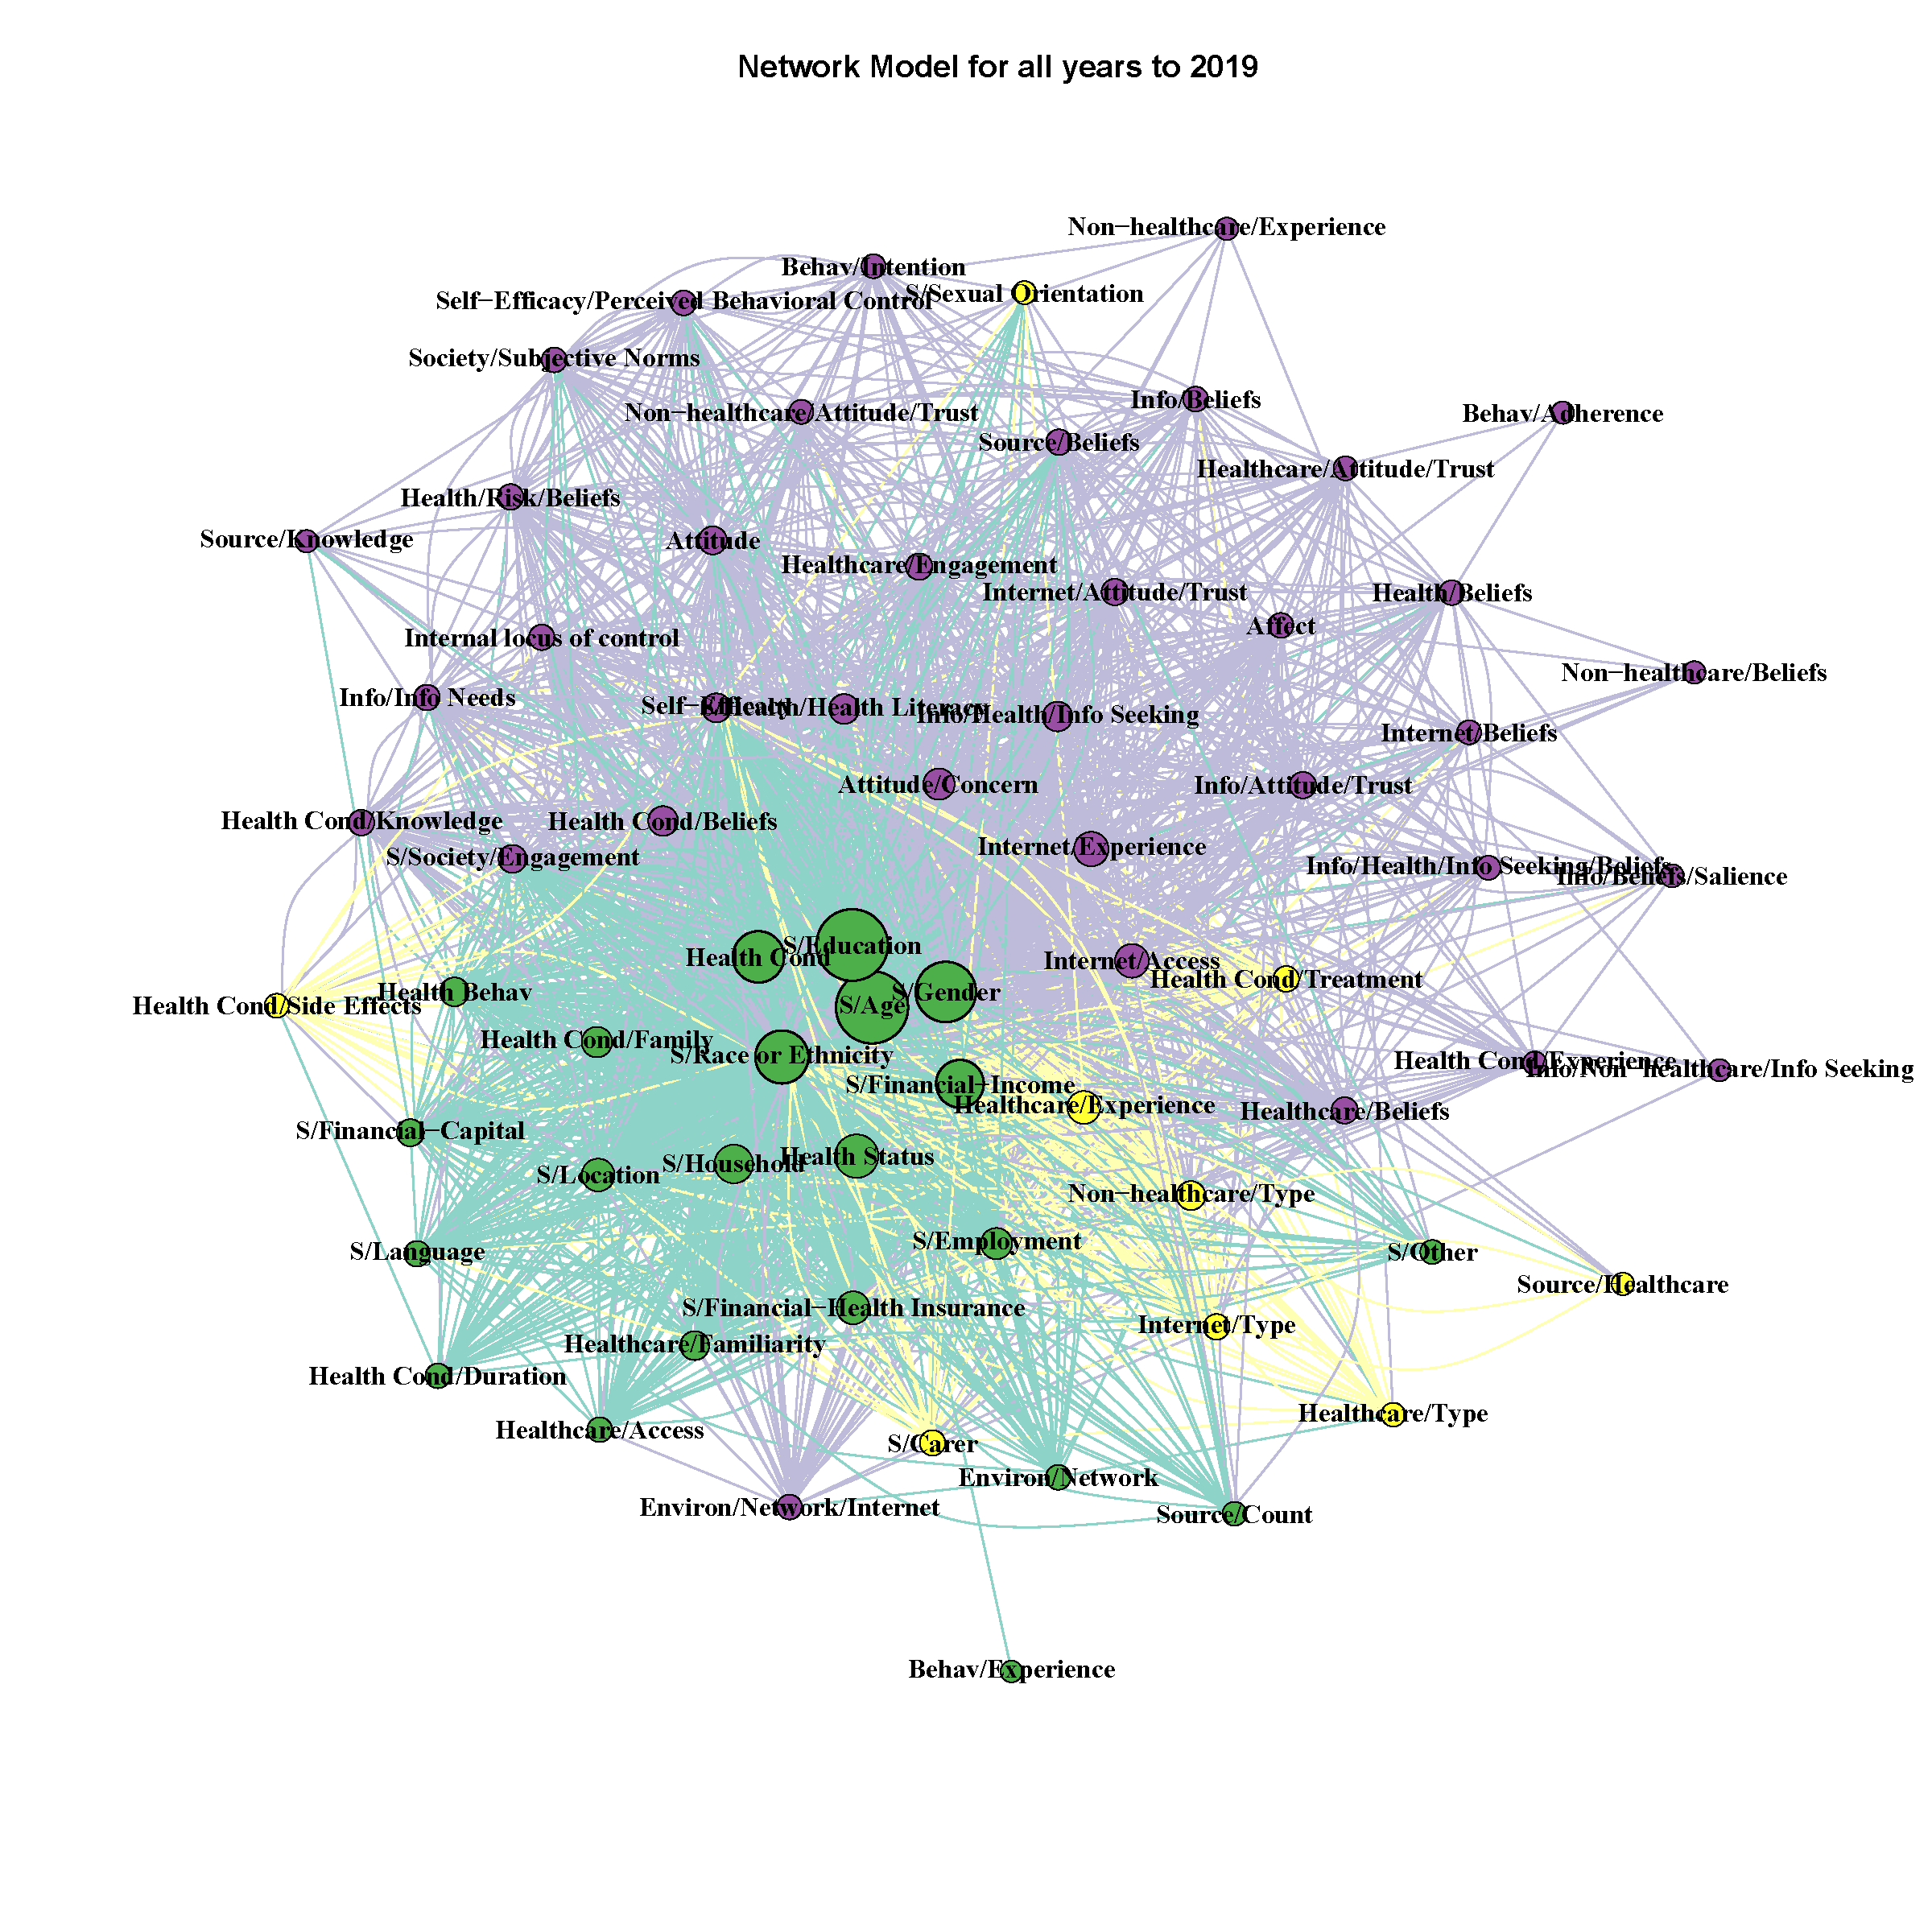 Network Model for all years to 2019
Non−healthcare/Experience
Behav/Intention
S/Sexual Orientation
Self−Efficacy/Perceived Behavioral Control
Society/Subjective Norms
Non−healthcare/Attitude/Trust
Info/Beliefs
Behav/Adherence
Source/Beliefs
Healthcare/Attitude/Trust
Health/Risk/Beliefs
Source/Knowledge
Attitude
Healthcare/Engagement
Internet/Attitude/Trust
Health/Beliefs
Affect
Internal locus of control
Non−healthcare/Beliefs
Info/Info Needs
Self−Efficacy
Info/Health/Info Seeking
Internet/Beliefs
Attitude/Concern
Info/Attitude/Trust
Health Cond/Knowledge
Health Cond/Beliefs
Internet/Experience
S/Society/Engagement
Info/Health/Info Seeking/Beliefs
Info/Beliefs/Salience
S/Education
Health Cond
Internet/Access
Health Cond/Treatment
Health Behav
S/Gender
Health Cond/Side Effects
S/Age
Health Cond/Family
S/Race or Ethnicity
Health Cond/Experience
Info/Non−healthcare/Info Seeking
S/Financial−Income
Healthcare/Experience
Healthcare/Beliefs
S/Financial−Capital
Health Status
S/Household
S/Location
Non−healthcare/Type
S/Employment
S/Language
S/Other
Source/Healthcare
S/Financial−Health Insurance
Internet/Type
Healthcare/Familiarity
Health Cond/Duration
Healthcare/Type
Healthcare/Access
S/Carer
Environ/Network
Environ/Network/Internet
Source/Count
Behav/Experience